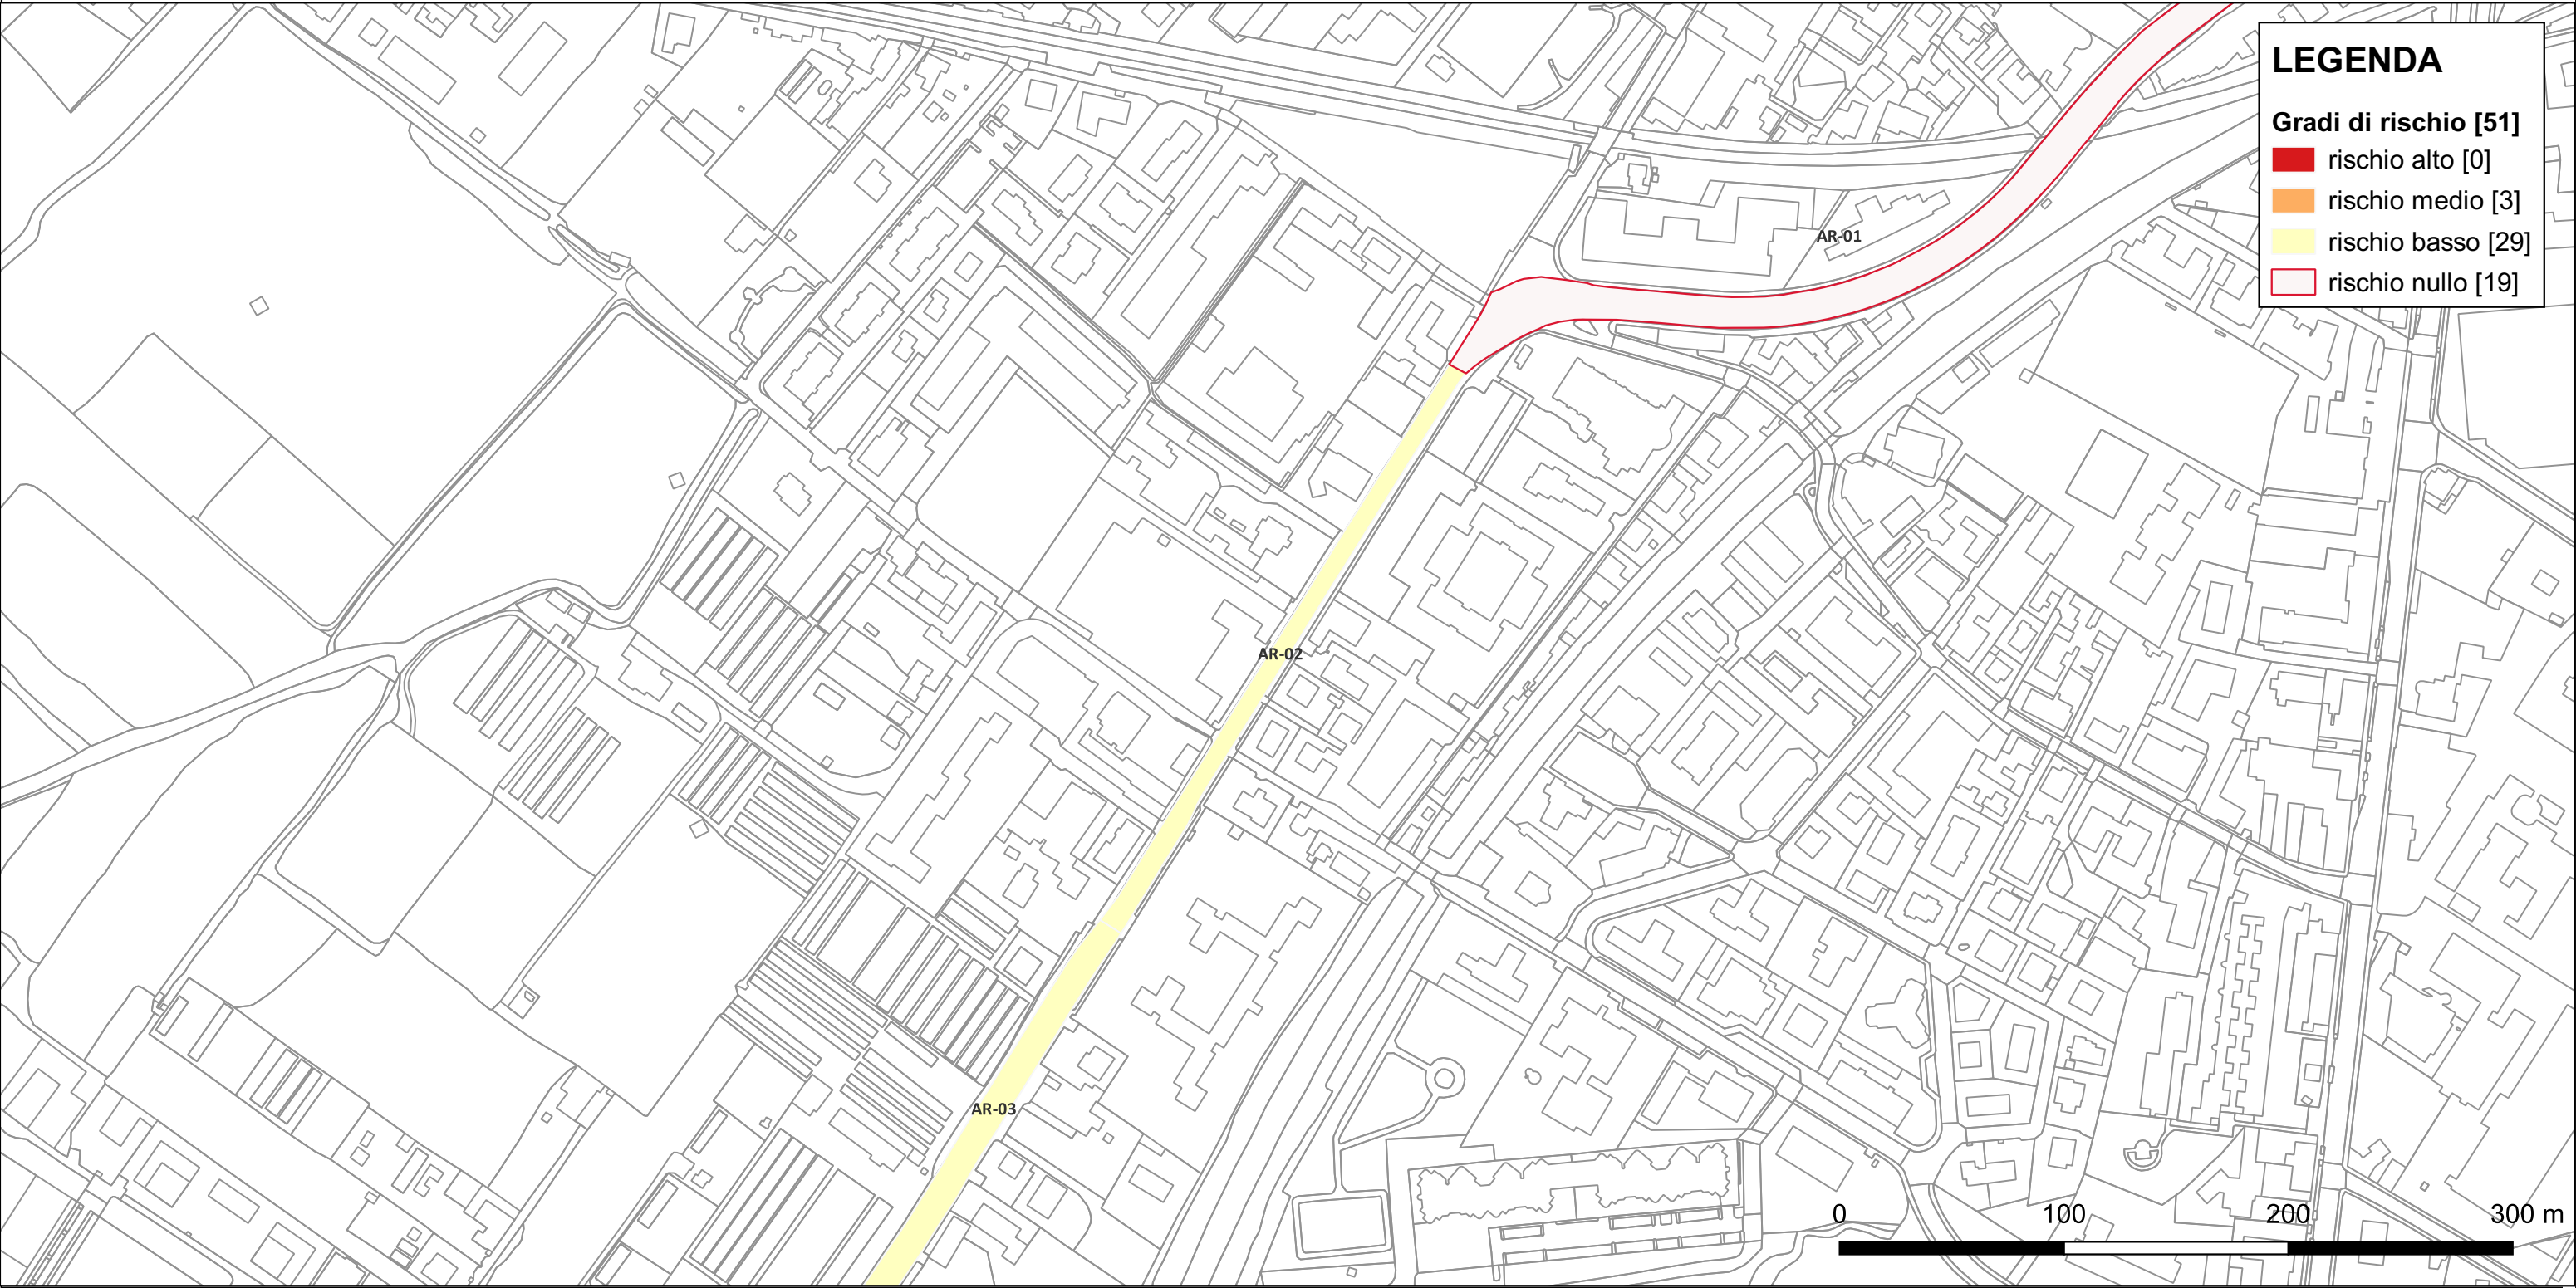 LEGENDA
Gradi di rischio [51]
rischio alto [0]
rischio medio [3]
rischio basso [29]
rischio nullo [19]
AR-01
AR-02
AR-03
0 100 200 300 m